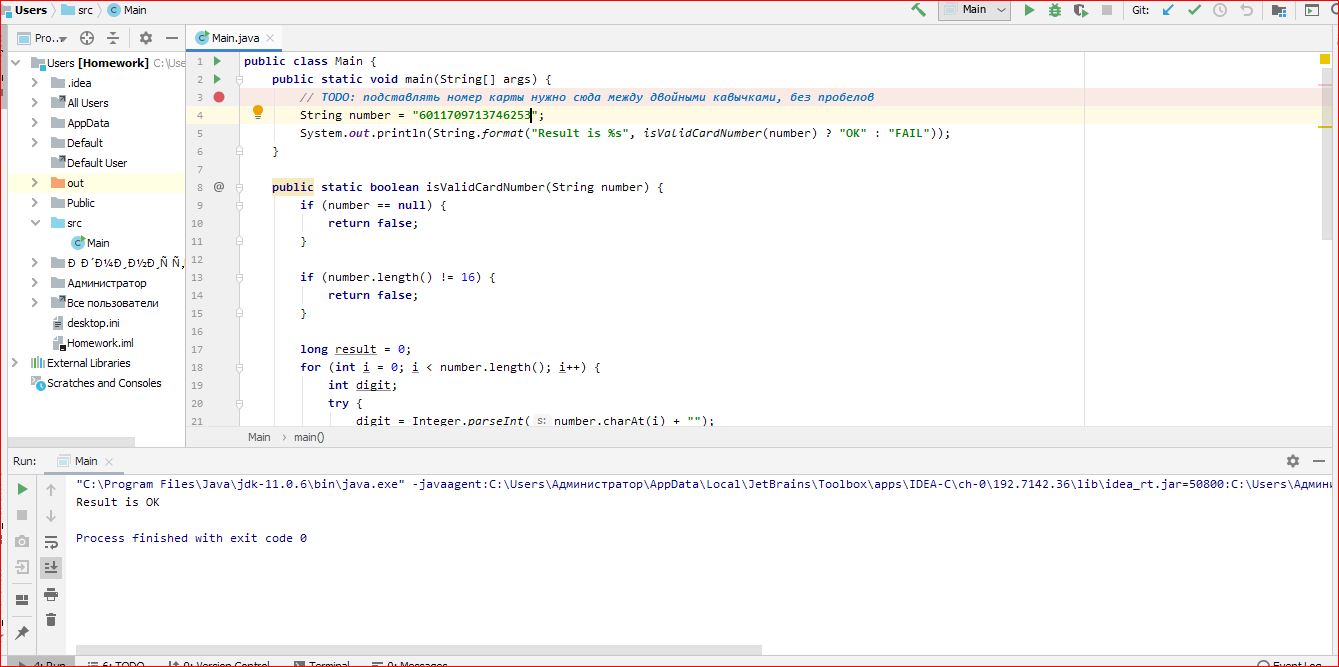 Users src Main
Main Git:
Pro... Main.java
Users [Homework] C:\Use
.idea
All Users
AppData
Default
Default User
out
Public
src
Main
Ð Ð´Ð¼Ð¸Ð½Ð¸Ñ Ñ‚
Администратор
Все пользователи
desktop.ini
Homework.iml
External Libraries
Scratches and Consoles
1 public class Main {
2 public static void main(String[] args) {
3 // TODO: подставлять номер карты нужно сюда между двойными кавычками, без пробелов
4 String number = "6011709713746253";
5 System.out.println(String.format("Result is %s", isValidCardNumber(number) ? "OK" : "FAIL"));
6 }
7
8 @ public static boolean isValidCardNumber(String number) {
9 if (number == null) {
10 return false;
11 }
12
13 if (number.length() != 16) {
14 return false;
15 }
16
17 long result = 0;
18 for (int i = 0; i < number.length(); i++) {
19 int digit;
20 try {
21 digit = Integer.parseInt( s: number.charAt(i) + "");
Main main()
Run: Main
"C:\Program Files\Java\jdk-11.0.6\bin\java.exe" -javaagent:C:\Users\Администратор\AppData\Local\JetBrains\Toolbox\apps\IDEA-C\ch-0\192.7142.36\lib\idea_rt.jar=50800:C:\Users\Админи
Result is OK
Process finished with exit code 0
4: Run 6: TODO 9: Version Control Terminal 0: Messages Event Log